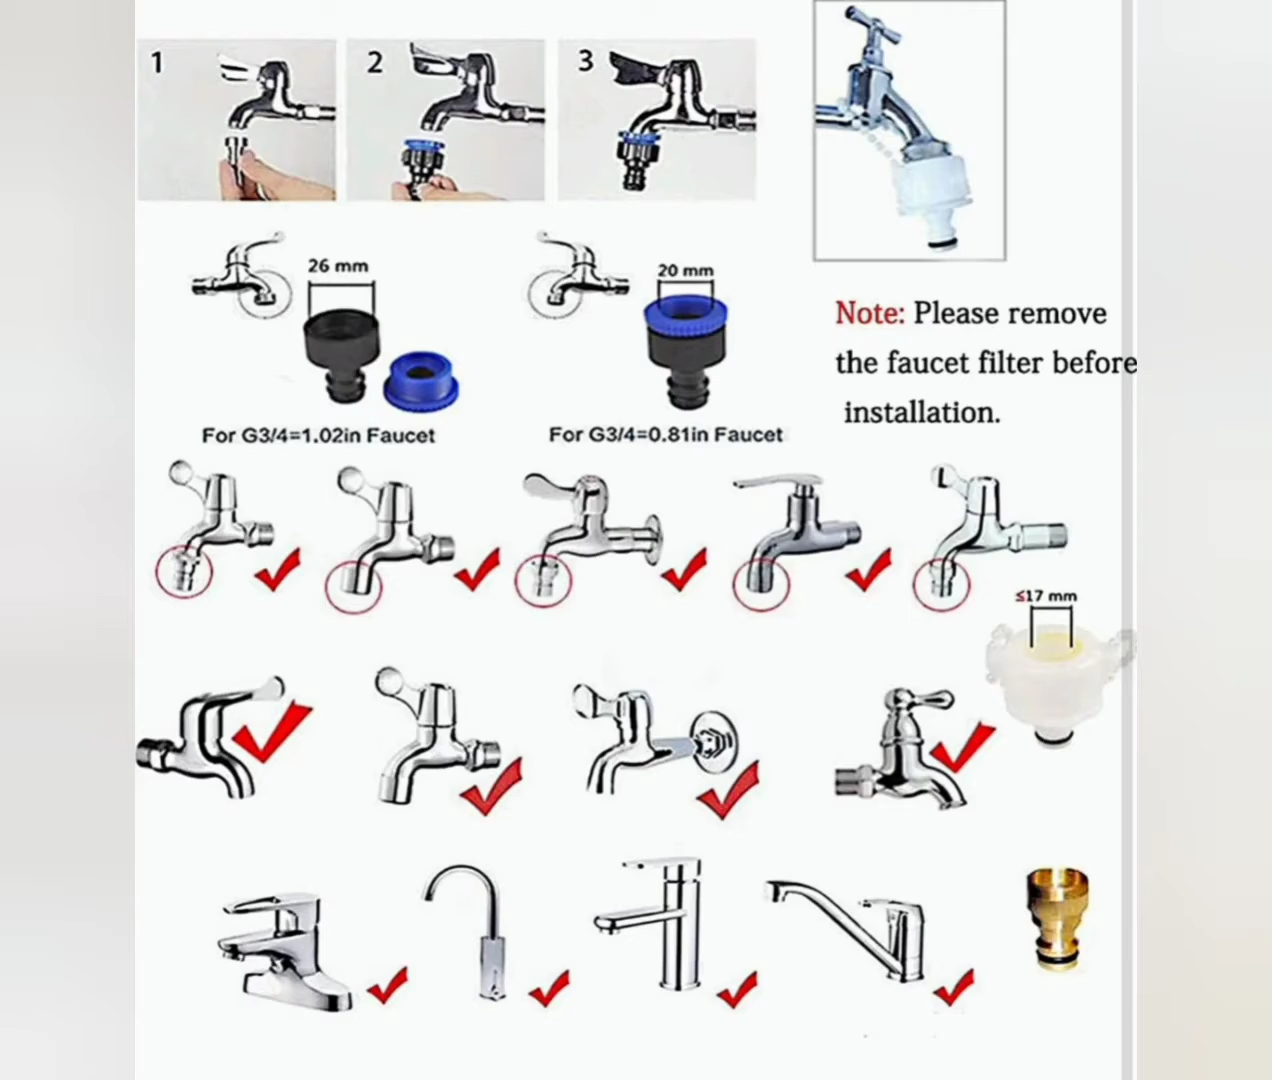 1
2
3
26 mm
20 mm
Note: Please remove
the faucet filter before
installation.
For G3/4=1.02in Faucet
For G3/4=0.81in Faucet
≤17 mm